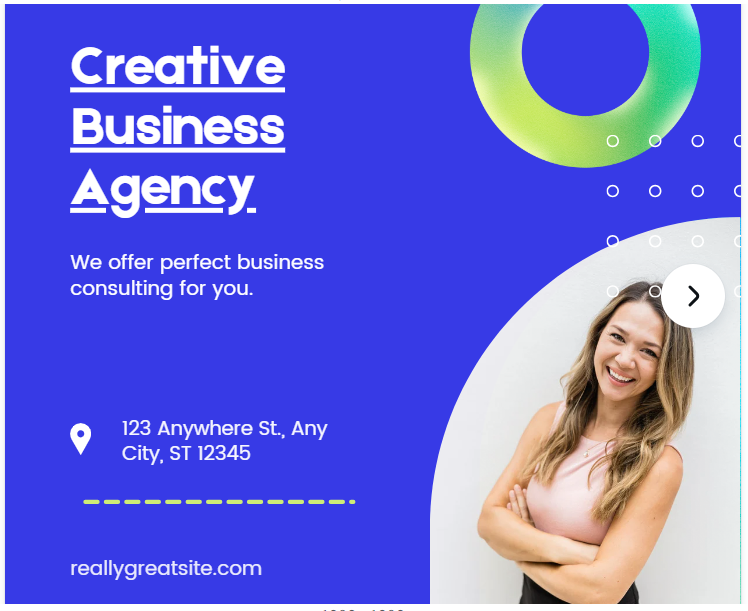 Creative
Business
Agency
We offer perfect business
consulting for you.
123 Anywhere St., Any
City, ST 12345
reallygreatsite.com